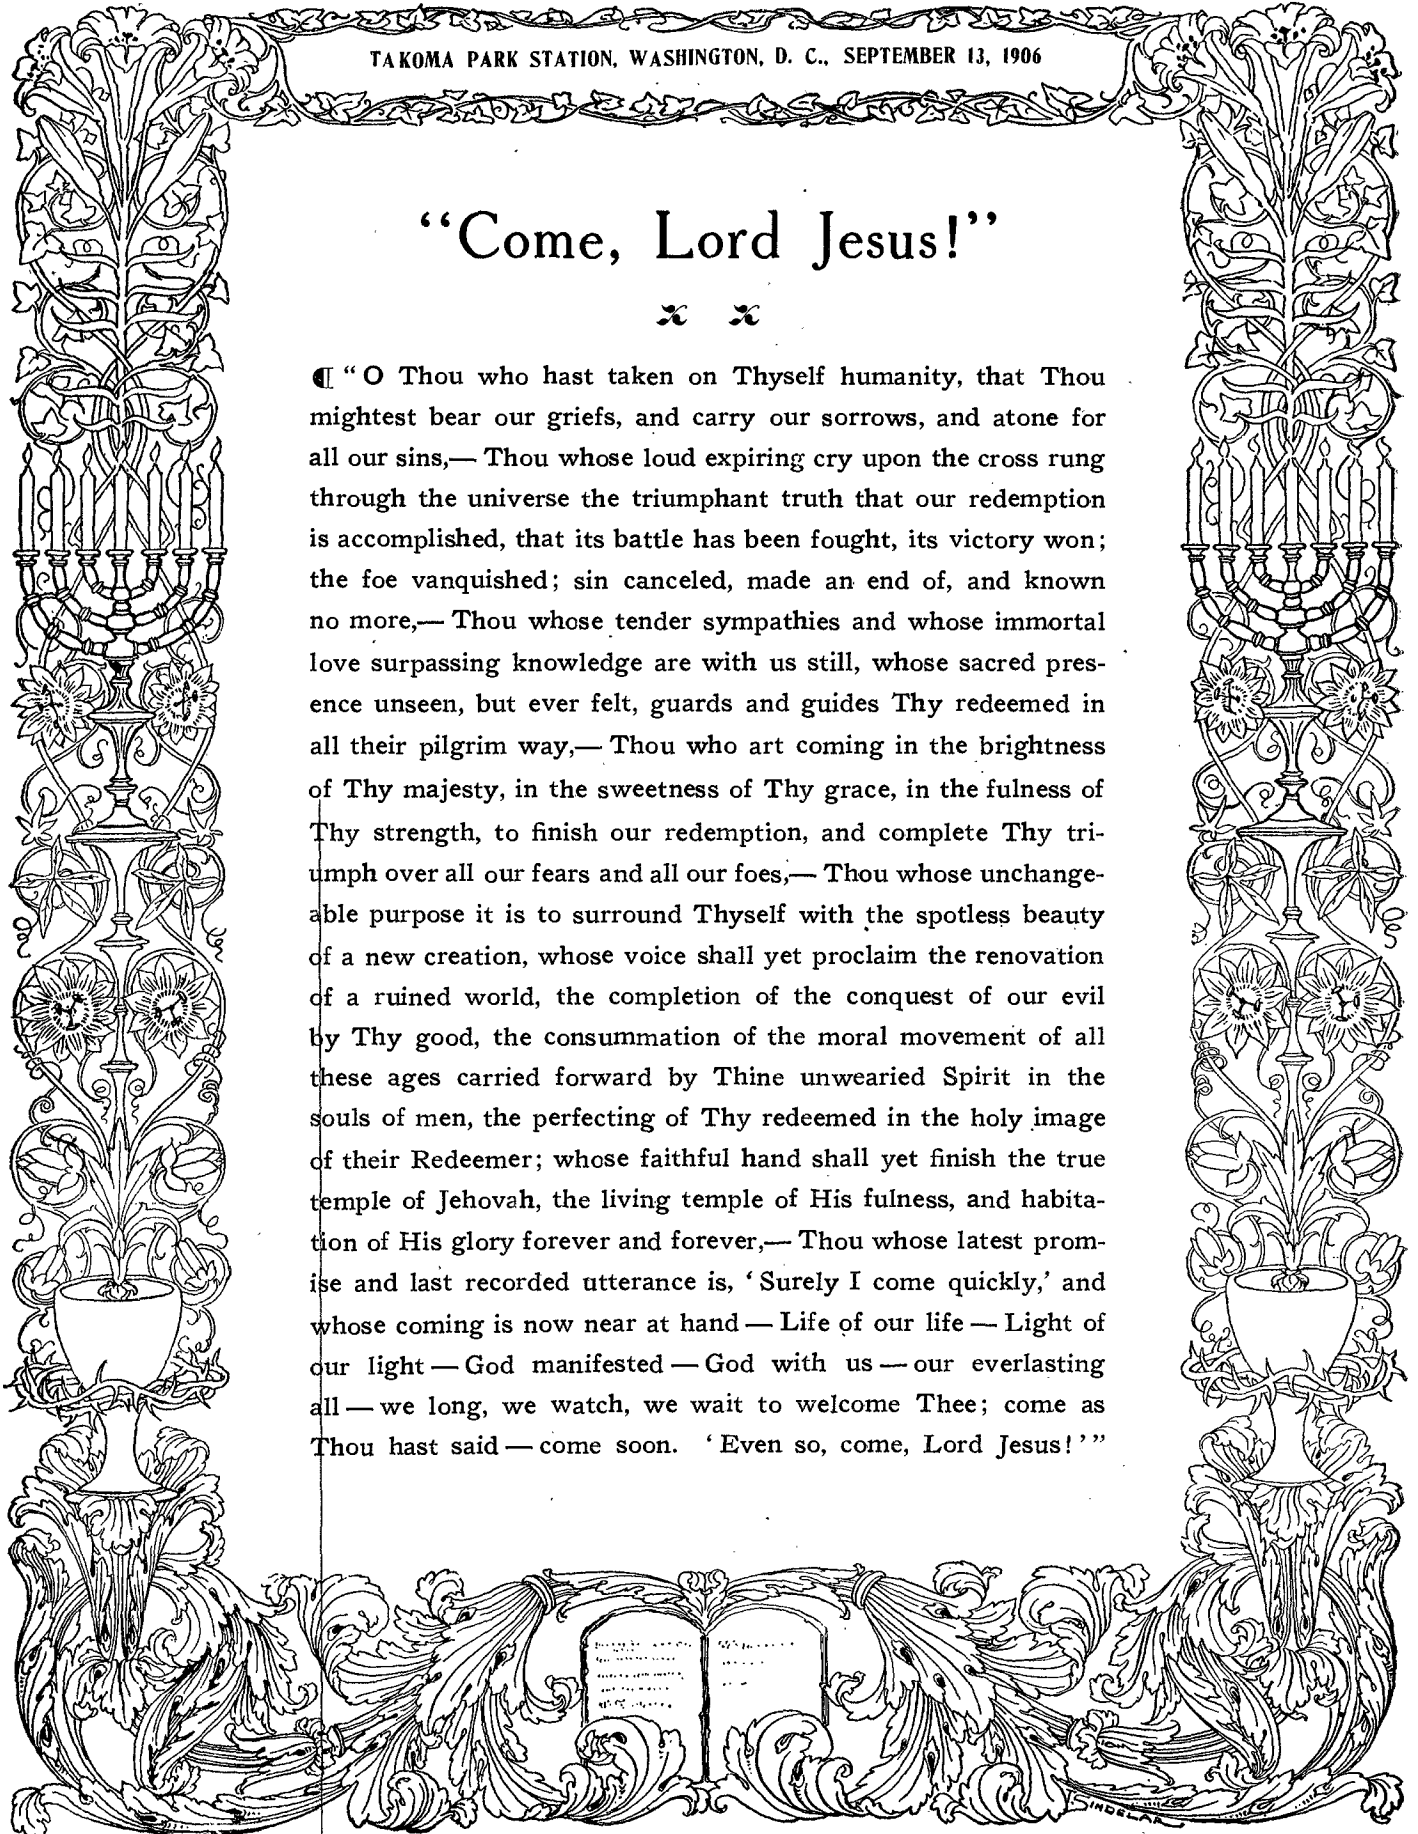 TAKOMA PARK STATION, WASHINGTON, D. C., SEPTEMBER 13, 1906
“Come, Lord Jesus!”
¶ “O Thou who hast taken on Thyself humanity, that Thou
mightest bear our griefs, and carry our sorrows, and atone for
all our sins,— Thou whose loud expiring cry upon the cross rung
through the universe the triumphant truth that our redemption
is accomplished, that its battle has been fought, its victory won;
the foe vanquished; sin canceled, made an end of, and known
no more,— Thou whose tender sympathies and whose immortal
love surpassing knowledge are with us still, whose sacred pres-
ence unseen, but ever felt, guards and guides Thy redeemed in
all their pilgrim way,— Thou who art coming in the brightness
of Thy majesty, in the sweetness of Thy grace, in the fulness of
Thy strength, to finish our redemption, and complete Thy tri-
umph over all our fears and all our foes,— Thou whose unchange-
able purpose it is to surround Thyself with the spotless beauty
of a new creation, whose voice shall yet proclaim the renovation
of a ruined world, the completion of the conquest of our evil
by Thy good, the consummation of the moral movement of all
these ages carried forward by Thine unwearied Spirit in the
souls of men, the perfecting of Thy redeemed in the holy image
of their Redeemer; whose faithful hand shall yet finish the true
temple of Jehovah, the living temple of His fulness, and habita-
tion of His glory forever and forever,— Thou whose latest prom-
ise and last recorded utterance is, ‘Surely I come quickly,’ and
whose coming is now near at hand — Life of our life — Light of
our light — God manifested — God with us — our everlasting
all — we long, we watch, we wait to welcome Thee; come as
Thou hast said — come soon. ‘Even so, come, Lord Jesus!’”
SINDELAR